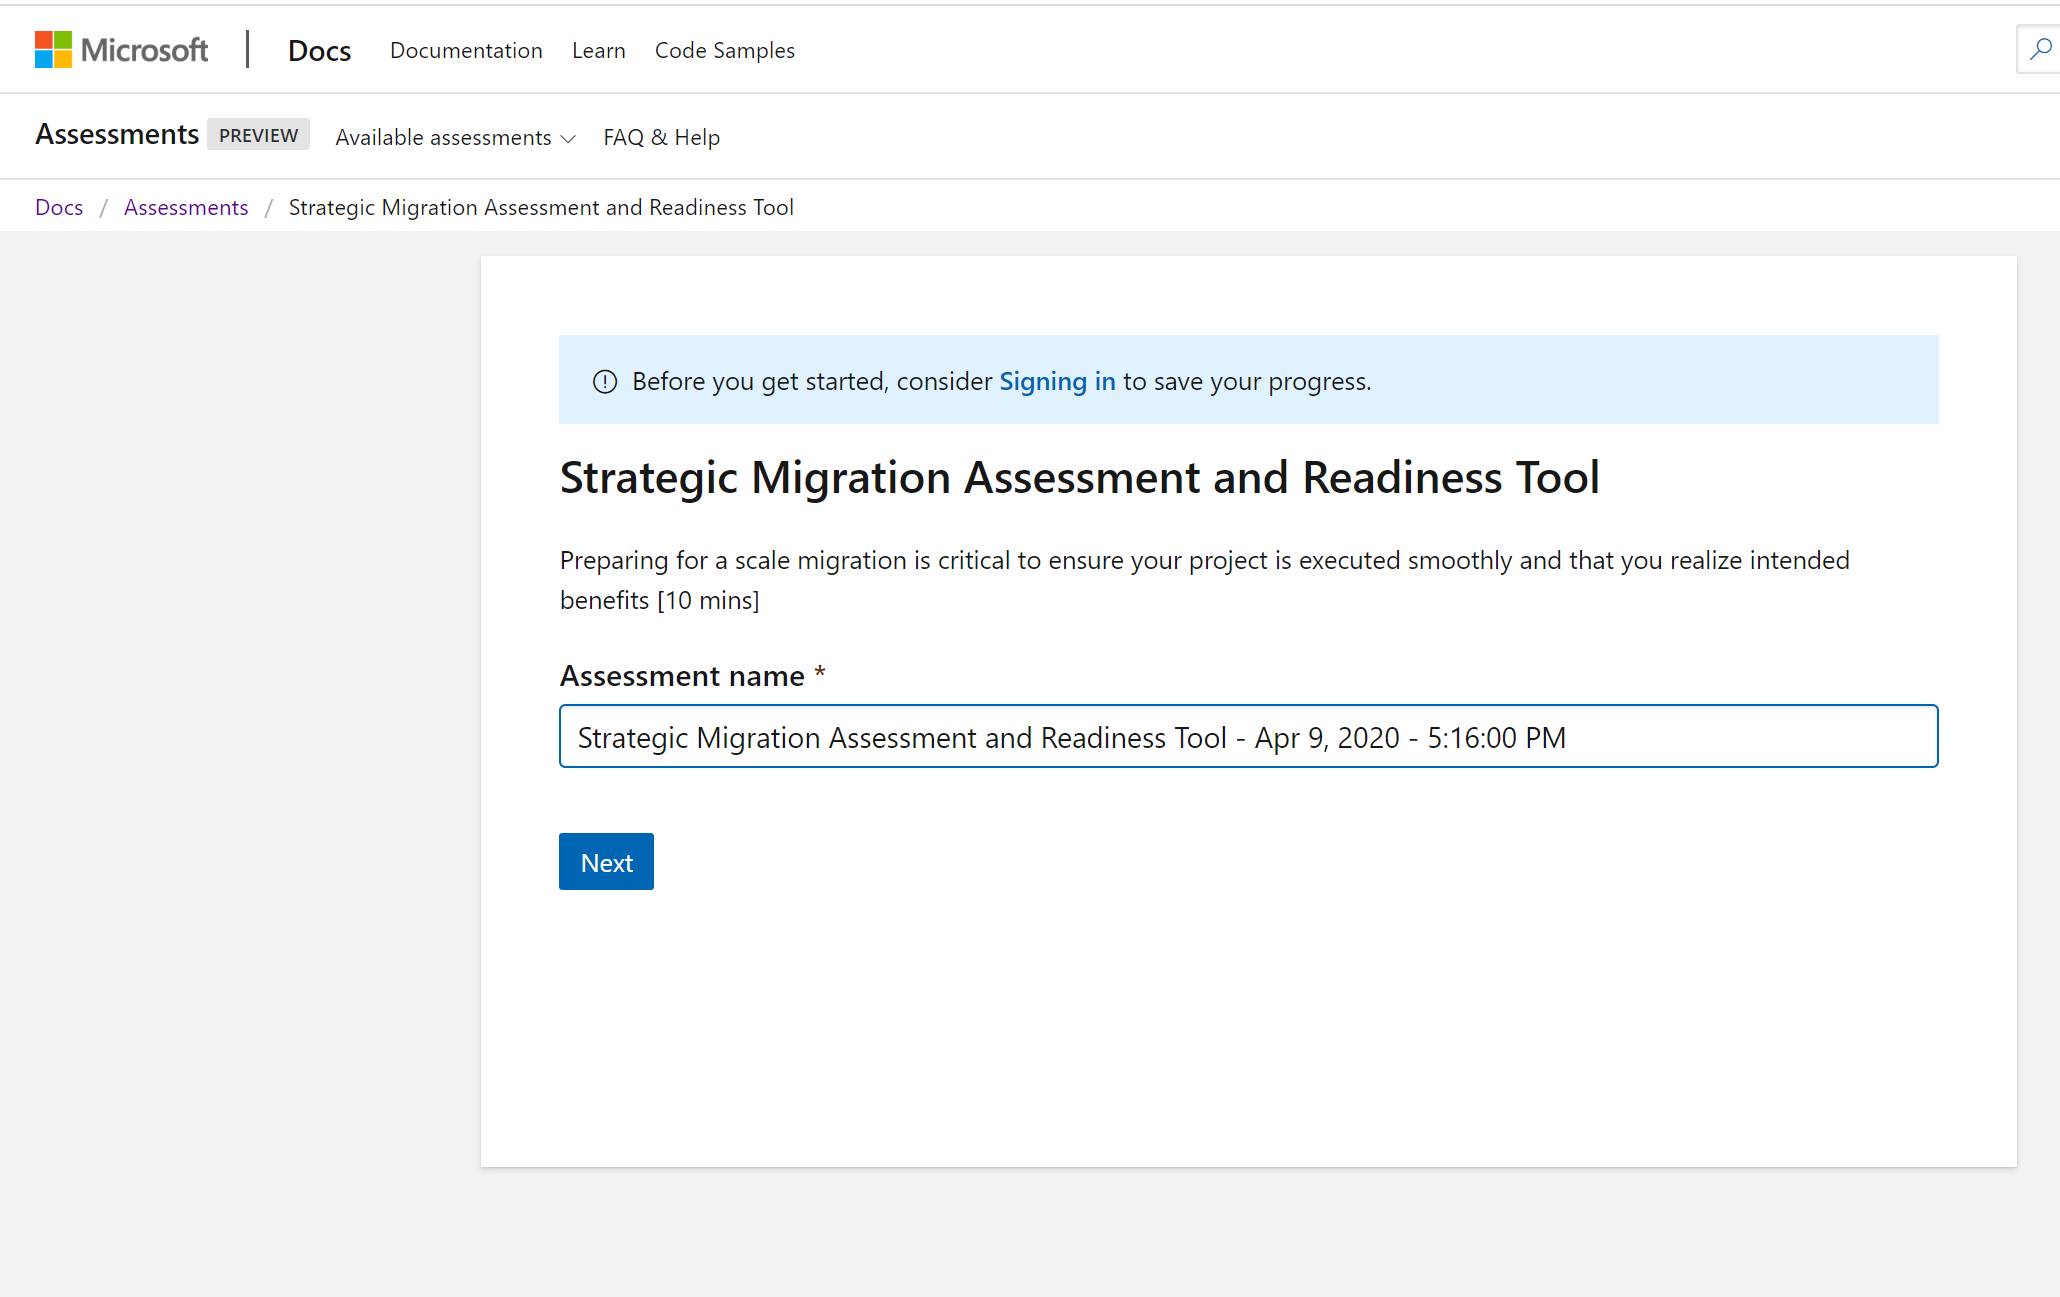 Microsoft Docs Documentation Learn Code Samples
Assessments PREVIEW Available assessments FAQ & Help
Docs / Assessments / Strategic Migration Assessment and Readiness Tool
Before you get started, consider Signing in to save your progress.
Strategic Migration Assessment and Readiness Tool
Preparing for a scale migration is critical to ensure your project is executed smoothly and that you realize intended
benefits [10 mins]
Assessment name *
Strategic Migration Assessment and Readiness Tool - Apr 9, 2020 - 5:16:00 PM
Next